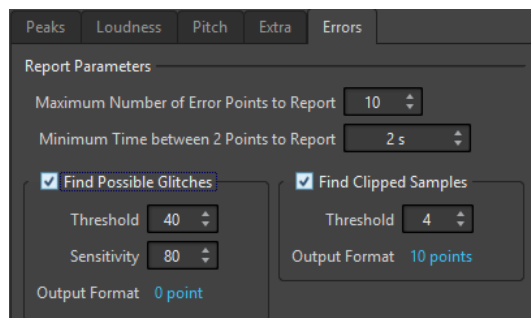 Peaks Loudness Pitch Extra Errors
Report Parameters
Maximum Number of Error Points to Report 10
Minimum Time between 2 Points to Report 2 s
Find Possible Glitches
Threshold 40
Sensitivity 80
Output Format 0 point
Find Clipped Samples
Threshold 4
Output Format 10 points